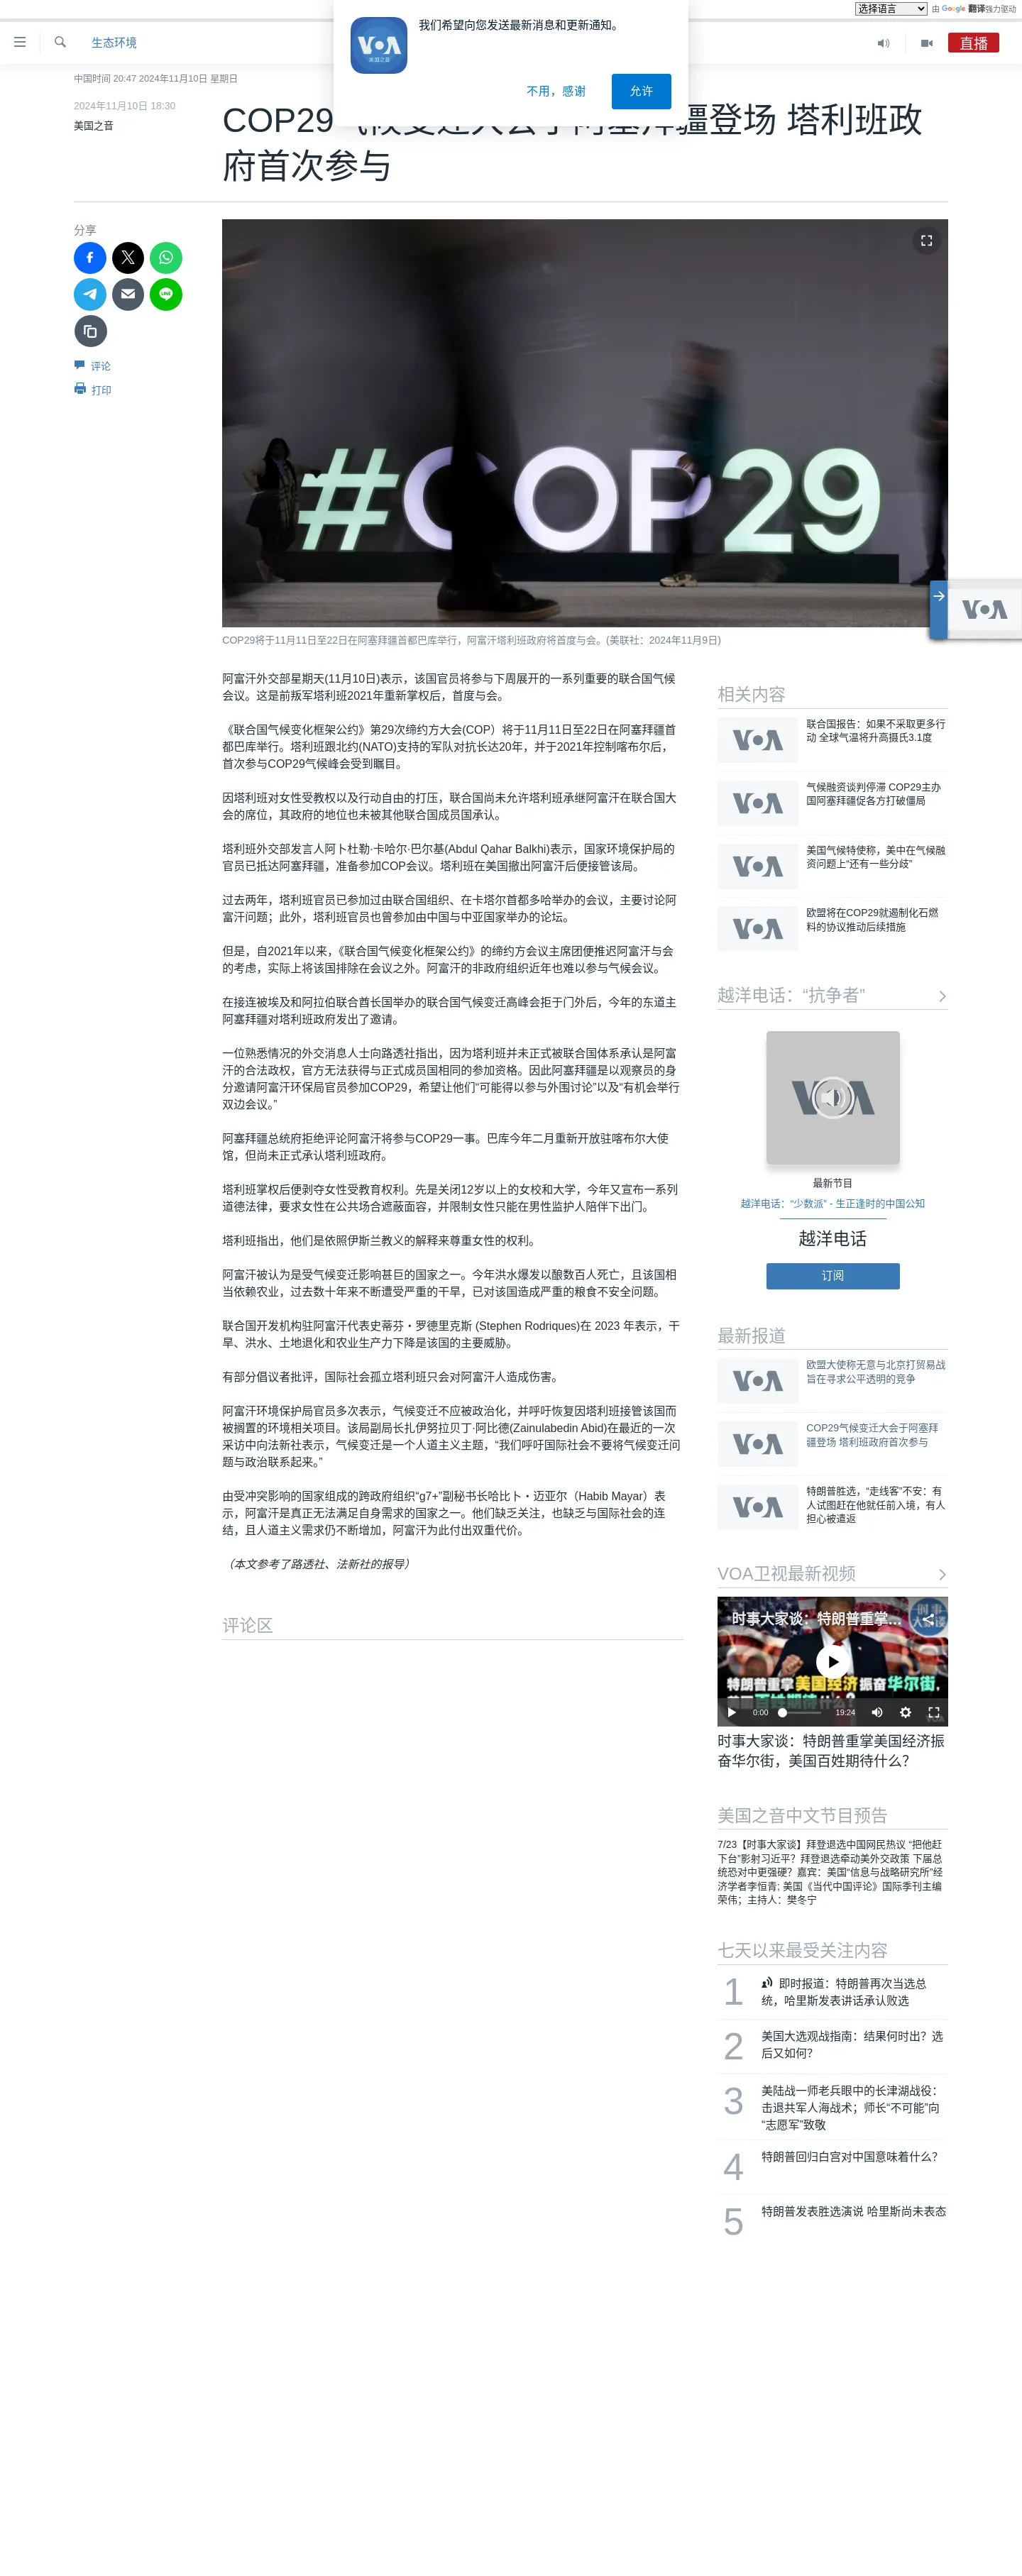 选择语言
由 Google 翻译强力驱动
我们希望向您发送最新消息和更新通知。
不用，感谢
允许
生态环境
直播
中国时间 20:47 2024年11月10日 星期日
2024年11月10日 18:30
美国之音
COP29气候变迁大会于阿塞拜疆登场 塔利班政
府首次参与
分享
评论
打印
#COP29
COP29将于11月11日至22日在阿塞拜疆首都巴库举行，阿富汗塔利班政府将首度与会。(美联社：2024年11月9日)
VOA
阿富汗外交部星期天(11月10日)表示，该国官员将参与下周展开的一系列重要的联合国气候
会议。这是前叛军塔利班2021年重新掌权后，首度与会。
《联合国气候变化框架公约》第29次缔约方大会(COP）将于11月11日至22日在阿塞拜疆首
都巴库举行。塔利班跟北约(NATO)支持的军队对抗长达20年，并于2021年控制喀布尔后，
首次参与COP29气候峰会受到瞩目。
因塔利班对女性受教权以及行动自由的打压，联合国尚未允许塔利班承继阿富汗在联合国大
会的席位，其政府的地位也未被其他联合国成员国承认。
塔利班外交部发言人阿卜杜勒·卡哈尔·巴尔基(Abdul Qahar Balkhi)表示，国家环境保护局的
官员已抵达阿塞拜疆，准备参加COP会议。塔利班在美国撤出阿富汗后便接管该局。
过去两年，塔利班官员已参加过由联合国组织、在卡塔尔首都多哈举办的会议，主要讨论阿
富汗问题；此外，塔利班官员也曾参加由中国与中亚国家举办的论坛。
但是，自2021年以来，《联合国气候变化框架公约》的缔约方会议主席团便推迟阿富汗与会
的考虑，实际上将该国排除在会议之外。阿富汗的非政府组织近年也难以参与气候会议。
在接连被埃及和阿拉伯联合酋长国举办的联合国气候变迁高峰会拒于门外后，今年的东道主
阿塞拜疆对塔利班政府发出了邀请。
一位熟悉情况的外交消息人士向路透社指出，因为塔利班并未正式被联合国体系承认是阿富
汗的合法政权，官方无法获得与正式成员国相同的参加资格。因此阿塞拜疆是以观察员的身
分邀请阿富汗环保局官员参加COP29，希望让他们“可能得以参与外围讨论”以及“有机会举行
双边会议。”
阿塞拜疆总统府拒绝评论阿富汗将参与COP29一事。巴库今年二月重新开放驻喀布尔大使
馆，但尚未正式承认塔利班政府。
塔利班掌权后便剥夺女性受教育权利。先是关闭12岁以上的女校和大学，今年又宣布一系列
道德法律，要求女性在公共场合遮蔽面容，并限制女性只能在男性监护人陪伴下出门。
塔利班指出，他们是依照伊斯兰教义的解释来尊重女性的权利。
阿富汗被认为是受气候变迁影响甚巨的国家之一。今年洪水爆发以酿数百人死亡，且该国相
当依赖农业，过去数十年来不断遭受严重的干旱，已对该国造成严重的粮食不安全问题。
联合国开发机构驻阿富汗代表史蒂芬・罗德里克斯 (Stephen Rodriques)在 2023 年表示，干
旱、洪水、土地退化和农业生产力下降是该国的主要威胁。
有部分倡议者批评，国际社会孤立塔利班只会对阿富汗人造成伤害。
阿富汗环境保护局官员多次表示，气候变迁不应被政治化，并呼吁恢复因塔利班接管该国而
被搁置的环境相关项目。该局副局长扎伊努拉贝丁·阿比德(Zainulabedin Abid)在最近的一次
采访中向法新社表示，气候变迁是一个人道主义主题，“我们呼吁国际社会不要将气候变迁问
题与政治联系起来。”
由受冲突影响的国家组成的跨政府组织“g7+”副秘书长哈比卜・迈亚尔（Habib Mayar）表
示，阿富汗是真正无法满足自身需求的国家之一。他们缺乏关注，也缺乏与国际社会的连
结，且人道主义需求仍不断增加，阿富汗为此付出双重代价。
（本文参考了路透社、法新社的报导）
评论区
相关内容
联合国报告：如果不采取更多行
动 全球气温将升高摄氏3.1度
气候融资谈判停滞 COP29主办
国阿塞拜疆促各方打破僵局
美国气候特使称，美中在气候融
资问题上“还有一些分歧”
欧盟将在COP29就遏制化石燃
料的协议推动后续措施
越洋电话：“抗争者”
最新节目
越洋电话：“少数派” - 生正逢时的中国公知
越洋电话
订阅
最新报道
欧盟大使称无意与北京打贸易战
旨在寻求公平透明的竞争
COP29气候变迁大会于阿塞拜
疆登场 塔利班政府首次参与
特朗普胜选，“走线客”不安：有
人试图赶在他就任前入境，有人
担心被遣返
VOA卫视最新视频
时事大家谈：特朗普重掌...
时事
大家谈
特朗普重掌美国经济振奋华尔街，
美国百姓期待什么？
0:00
19:24
时事大家谈：特朗普重掌美国经济振
奋华尔街，美国百姓期待什么？
美国之音中文节目预告
7/23【时事大家谈】拜登退选中国网民热议 “把他赶
下台”影射习近平？拜登退选牵动美外交政策 下届总
统恐对中更强硬？嘉宾：美国“信息与战略研究所”经
济学者李恒青; 美国《当代中国评论》国际季刊主编
荣伟；主持人：樊冬宁
七天以来最受关注内容
1
即时报道：特朗普再次当选总
统，哈里斯发表讲话承认败选
2
美国大选观战指南：结果何时出？选
后又如何？
3
美陆战一师老兵眼中的长津湖战役：
击退共军人海战术；师长“不可能”向
“志愿军”致敬
4
特朗普回归白宫对中国意味着什么？
5
特朗普发表胜选演说 哈里斯尚未表态